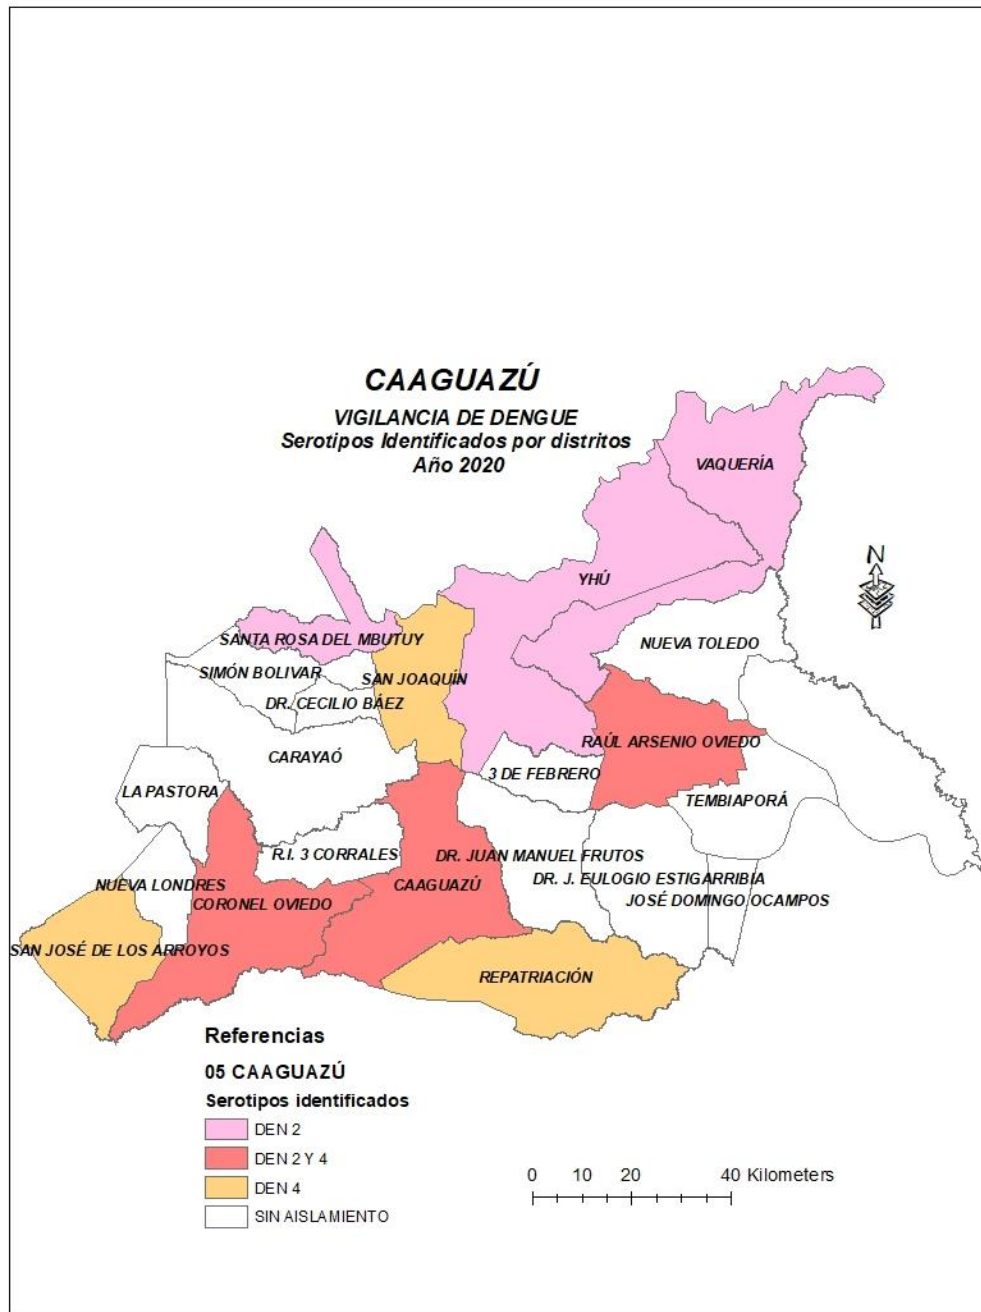 CAAGUAZÚ
VIGILANCIA DE DENGUE
Serotipos Identificados por distritos
Año 2020
VAQUERÍA
N
YHÚ
SANTA ROSA DEL MBUTUY
NUEVA TOLEDO
SIMÓN BOLIVAR
SAN JOAQUÍN
DR. CECILIO BÁEZ
RAÚL ARSENIO OVIEDO
CARAYAÓ
3 DE FEBRERO
LA PASTORA
TEMBIAPORÁ
R.I. 3 CORRALES
DR. JUAN MANUEL FRUTOS
DR. J. EULOGIO ESTIGARRIBIA
NUEVA LONDRES
CAAGUAZÚ
JOSÉ DOMINGO OCAMPOS
CORONEL OVIEDO
SAN JOSÉ DE LOS ARROYOS
REPATRIACIÓN
Referencias
05 CAAGUAZÚ
Serotipos identificados
DEN 2
DEN 2 Y 4
DEN 4
SIN AISLAMIENTO
0 10 20 40 Kilometers